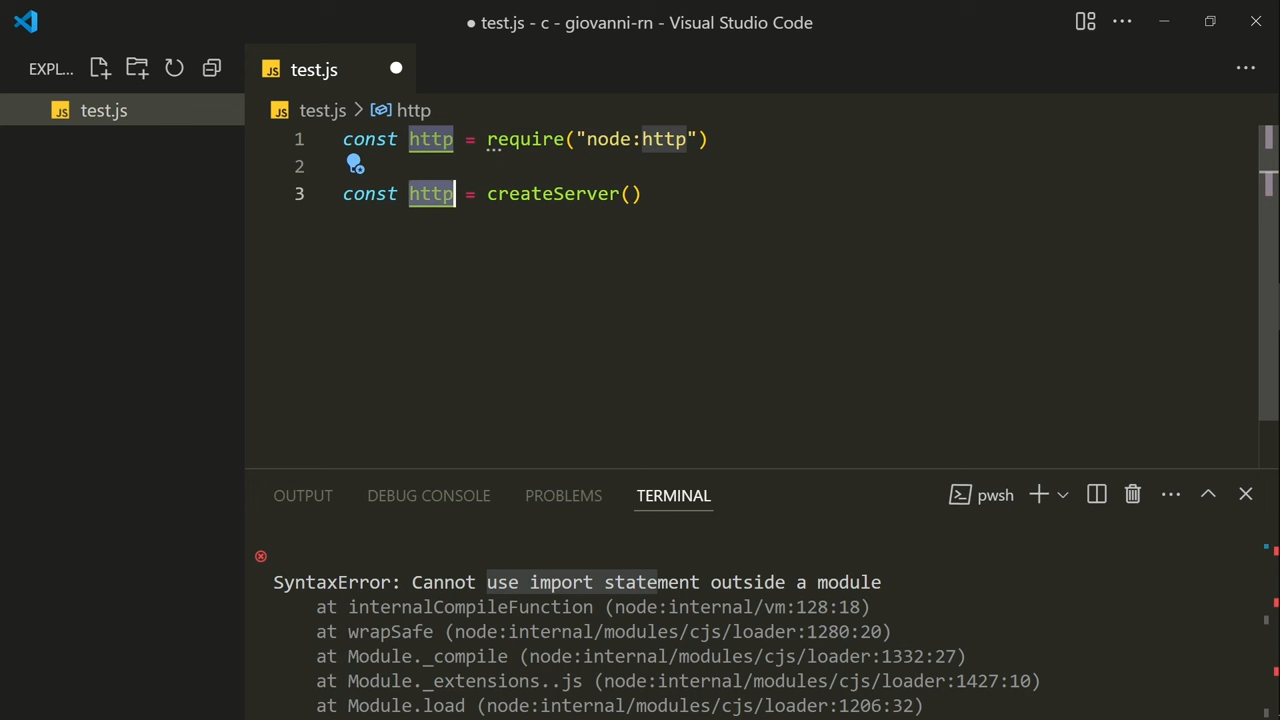 ● test.js - c - giovanni-rn - Visual Studio Code
EXPL...
JS test.js
JS test.js
JS test.js > http
1 const http = require("node:http")
2
3 const http = createServer()
OUTPUT DEBUG CONSOLE PROBLEMS TERMINAL pwsh
SyntaxError: Cannot use import statement outside a module
at internalCompileFunction (node:internal/vm:128:18)
at wrapSafe (node:internal/modules/cjs/loader:1280:20)
at Module._compile (node:internal/modules/cjs/loader:1332:27)
at Module._extensions..js (node:internal/modules/cjs/loader:1427:10)
at Module.load (node:internal/modules/cjs/loader:1206:32)